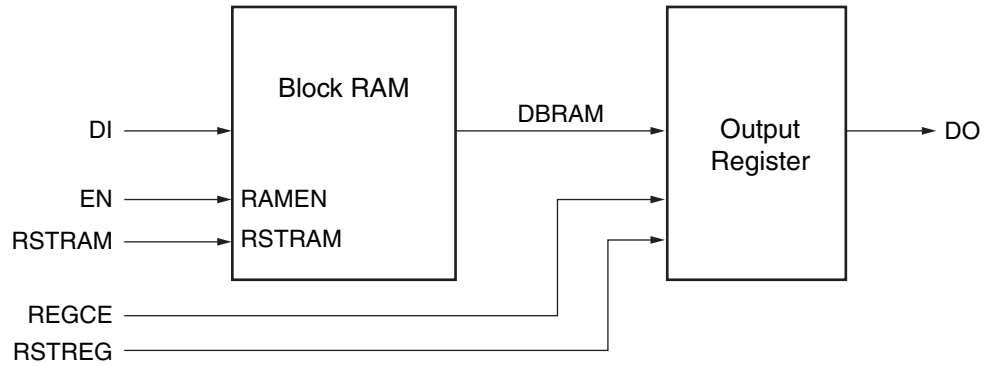 Block RAM
DI
DBRAM
Output
Register
DO
EN
RAMEN
RSTRAM
RSTRAM
REGCE
RSTREG